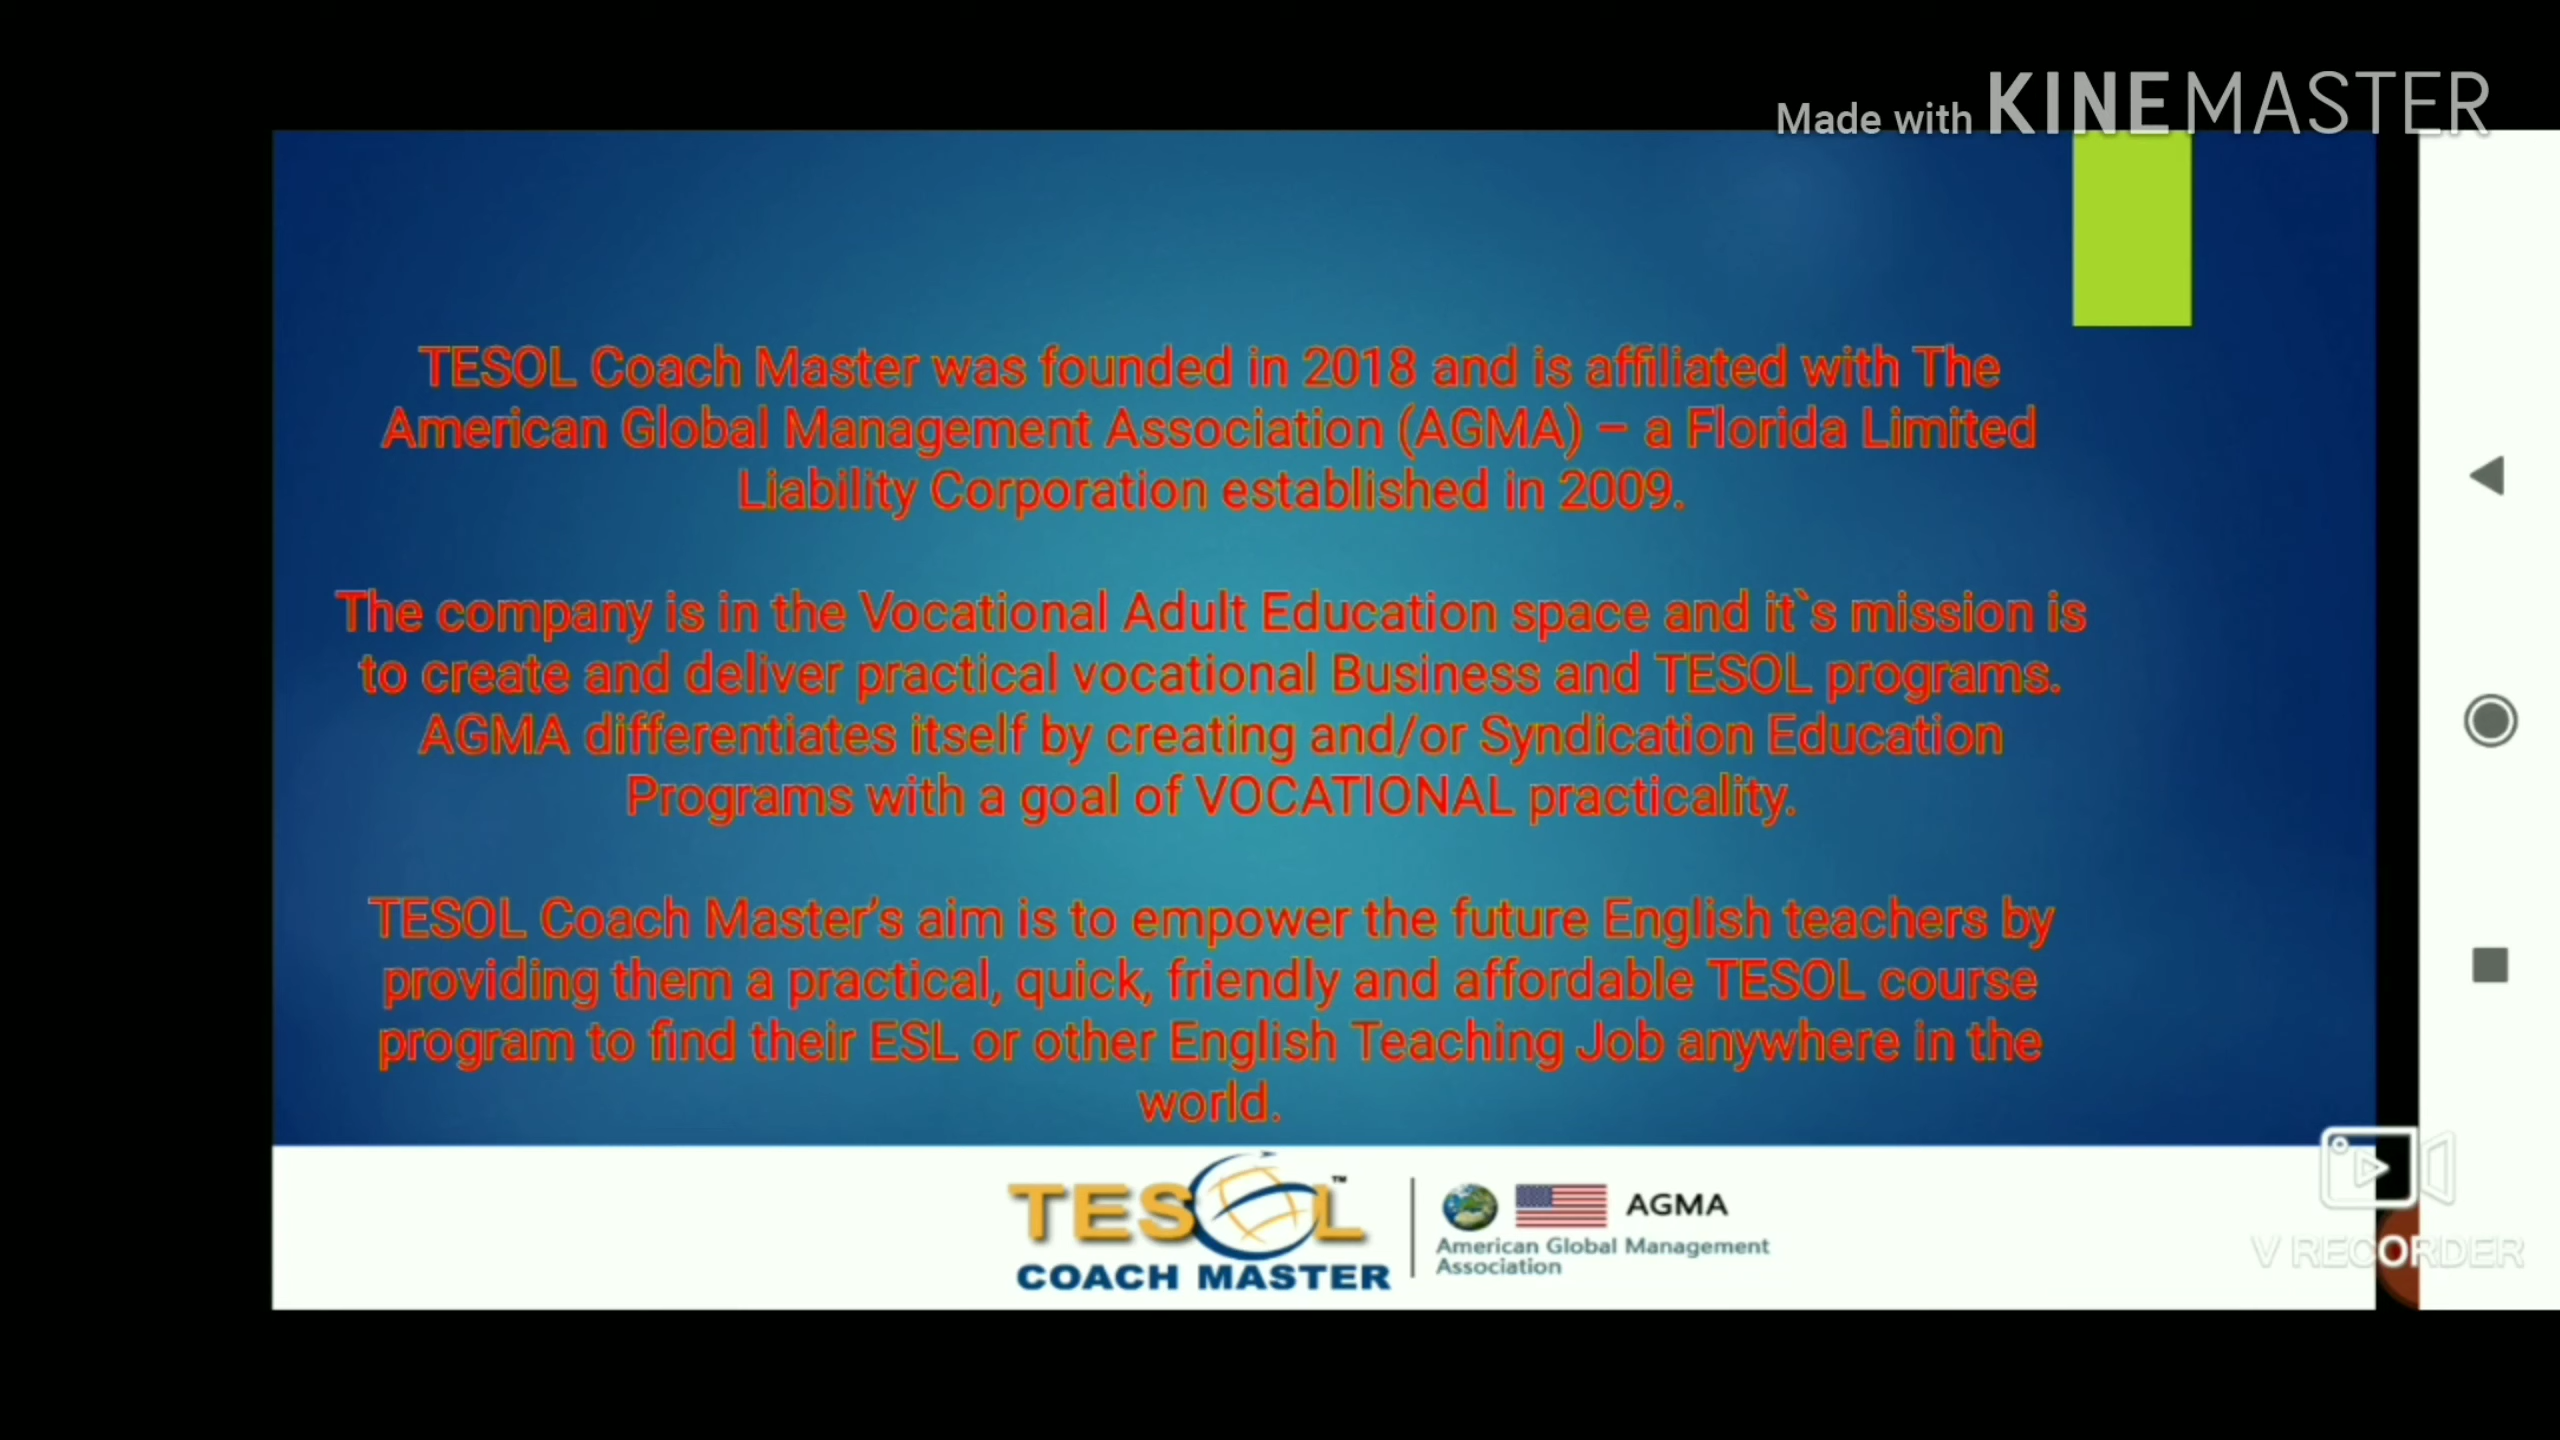 Made with KINEMASTER
TESOL Coach Master was founded in 2018 and is affiliated with The
American Global Management Association (AGMA) – a Florida Limited
Liability Corporation established in 2009.
The company is in the Vocational Adult Education space and it`s mission is
to create and deliver practical vocational Business and TESOL programs.
AGMA differentiates itself by creating and/or Syndication Education
Programs with a goal of VOCATIONAL practicality.
TESOL Coach Master’s aim is to empower the future English teachers by
providing them a practical, quick, friendly and affordable TESOL course
program to find their ESL or other English Teaching Job anywhere in the
world.
TESOL™
COACH MASTER
AGMA
American Global Management
Association
V RECORDER